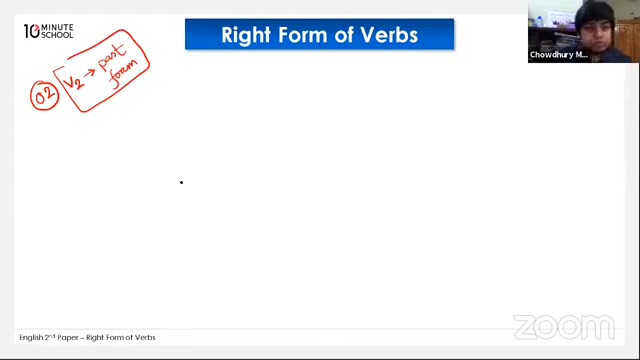 10 MINUTE
SCHOOL
Right Form of Verbs
Chowdhury M...
02
V2 → past
form
English 2nd Paper – Right Form of Verbs
zoom